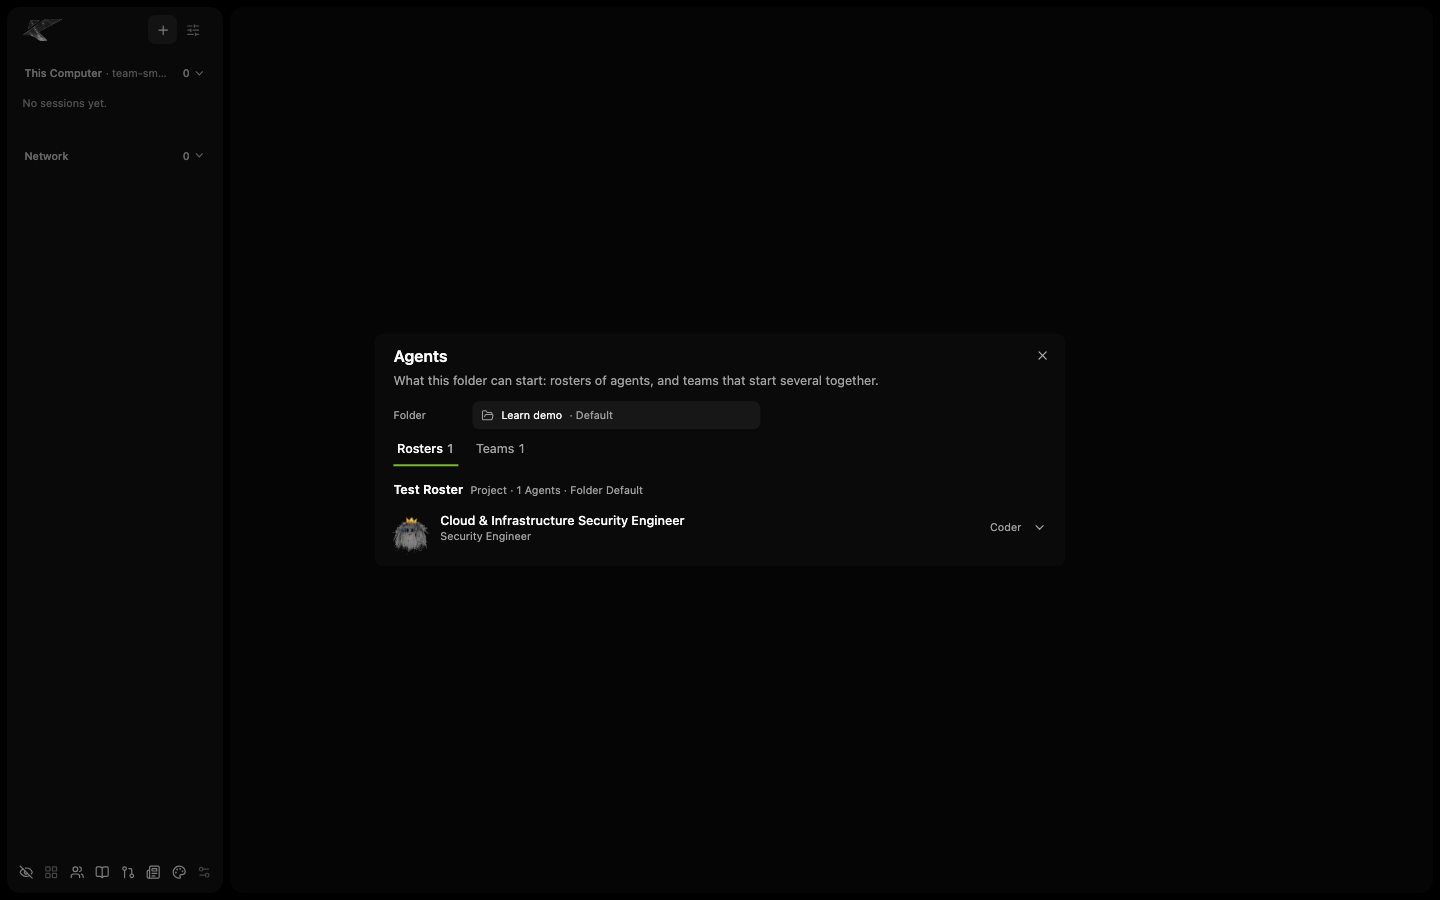 This Computer · team-sm... 0
No sessions yet.
Network 0
Agents
What this folder can start: rosters of agents, and teams that start several together.
Folder Learn demo · Default
Rosters 1 Teams 1
Test Roster Project · 1 Agents · Folder Default
Cloud & Infrastructure Security Engineer
Security Engineer
Coder